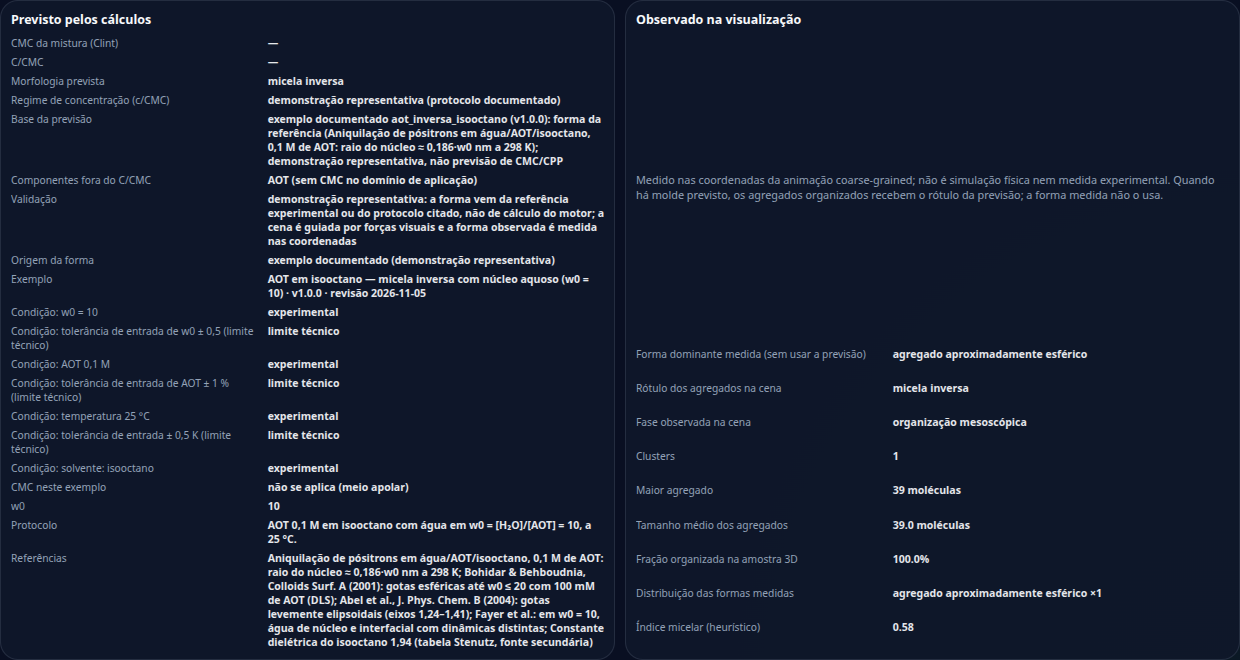 Previsto pelos cálculos
CMC da mistura (Clint)
—
C/CMC
—
Morfologia prevista
micela inversa
Regime de concentração (c/CMC)
demonstração representativa (protocolo documentado)
Base da previsão
exemplo documentado aot_inversa_isooctano (v1.0.0): forma da
referência (Aniquilação de pósitrons em água/AOT/isooctano,
0,1 M de AOT: raio do núcleo ≈ 0,186·w0 nm a 298 K);
demonstração representativa, não previsão de CMC/CPP
Componentes fora do C/CMC
AOT (sem CMC no domínio de aplicação)
Validação
demonstração representativa: a forma vem da referência
experimental ou do protocolo citado, não de cálculo do motor; a
cena é guiada por forças visuais e a forma observada é medida
nas coordenadas
Origem da forma
exemplo documentado (demonstração representativa)
Exemplo
AOT em isooctano — micela inversa com núcleo aquoso (w0 =
10) · v1.0.0 · revisão 2026-11-05
Condição: w0 = 10
experimental
Condição: tolerância de entrada de w0 ± 0,5 (limite
técnico)
limite técnico
Condição: AOT 0,1 M
experimental
Condição: tolerância de entrada de AOT ± 1 %
(limite técnico)
limite técnico
Condição: temperatura 25 °C
experimental
Condição: tolerância de entrada ± 0,5 K (limite
técnico)
limite técnico
Condição: solvente: isooctano
experimental
CMC neste exemplo
não se aplica (meio apolar)
w0
10
Protocolo
AOT 0,1 M em isooctano com água em w0 = [H₂O]/[AOT] = 10, a
25 °C.
Referências
Aniquilação de pósitrons em água/AOT/isooctano, 0,1 M de AOT:
raio do núcleo ≈ 0,186·w0 nm a 298 K; Bohidar & Behboudnia,
Colloids Surf. A (2001): gotas esféricas até w0 ≤ 20 com 100 mM
de AOT (DLS); Abel et al., J. Phys. Chem. B (2004): gotas
levemente elipsoidais (eixos 1,24–1,41); Fayer et al.: em w0 = 10,
água de núcleo e interfacial com dinâmicas distintas; Constante
dielétrica do isooctano 1,94 (tabela Stenutz, fonte secundária)
Observado na visualização
Medido nas coordenadas da animação coarse-grained; não é simulação física nem medida experimental. Quando
há molde previsto, os agregados organizados recebem o rótulo da previsão; a forma medida não o usa.
Forma dominante medida (sem usar a previsão)
agregado aproximadamente esférico
Rótulo dos agregados na cena
micela inversa
Fase observada na cena
organização mesoscópica
Clusters
1
Maior agregado
39 moléculas
Tamanho médio dos agregados
39.0 moléculas
Fração organizada na amostra 3D
100.0%
Distribuição das formas medidas
agregado aproximadamente esférico ×1
Índice micelar (heurístico)
0.58